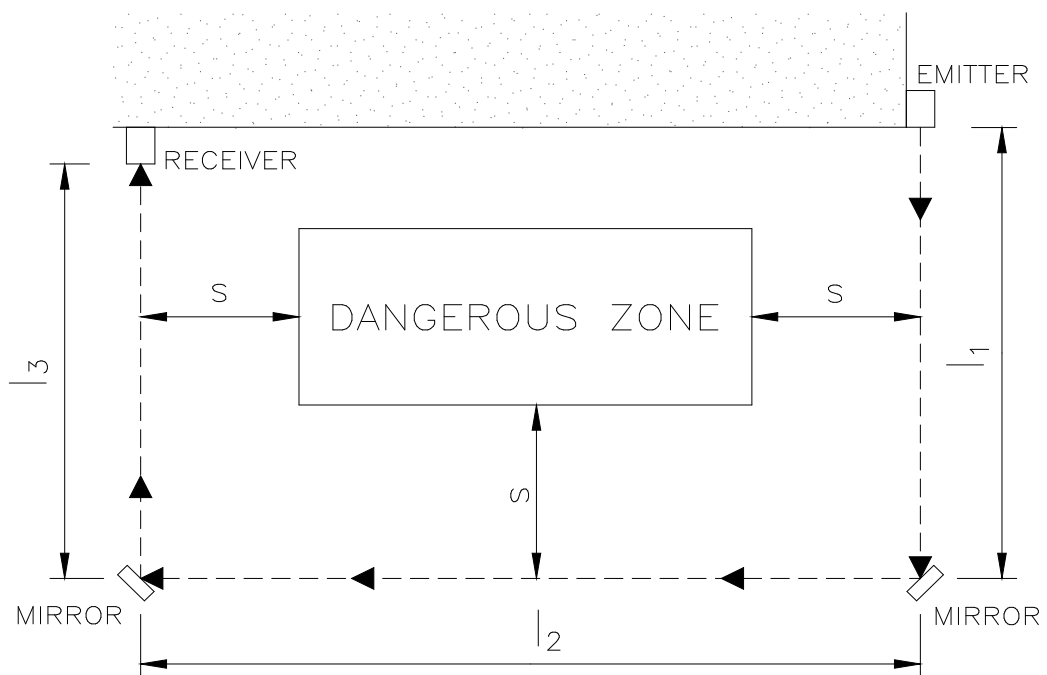 EMITTER
RECEIVER
S
S
DANGEROUS ZONE
l3
l1
S
MIRROR
MIRROR
l2